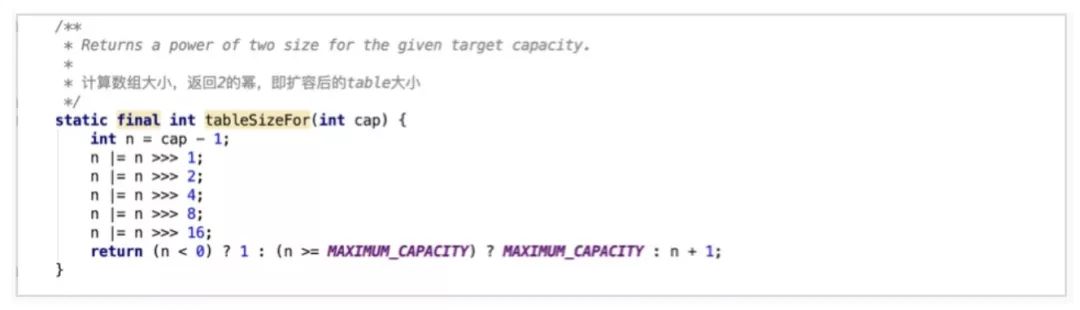 /**
 * Returns a power of two size for the given target capacity.
 *
 * 计算数组大小，返回2的幂，即扩容后的table大小
 */
static final int tableSizeFor(int cap) {
    int n = cap - 1;
    n |= n >>> 1;
    n |= n >>> 2;
    n |= n >>> 4;
    n |= n >>> 8;
    n |= n >>> 16;
    return (n < 0) ? 1 : (n >= MAXIMUM_CAPACITY) ? MAXIMUM_CAPACITY : n + 1;
}